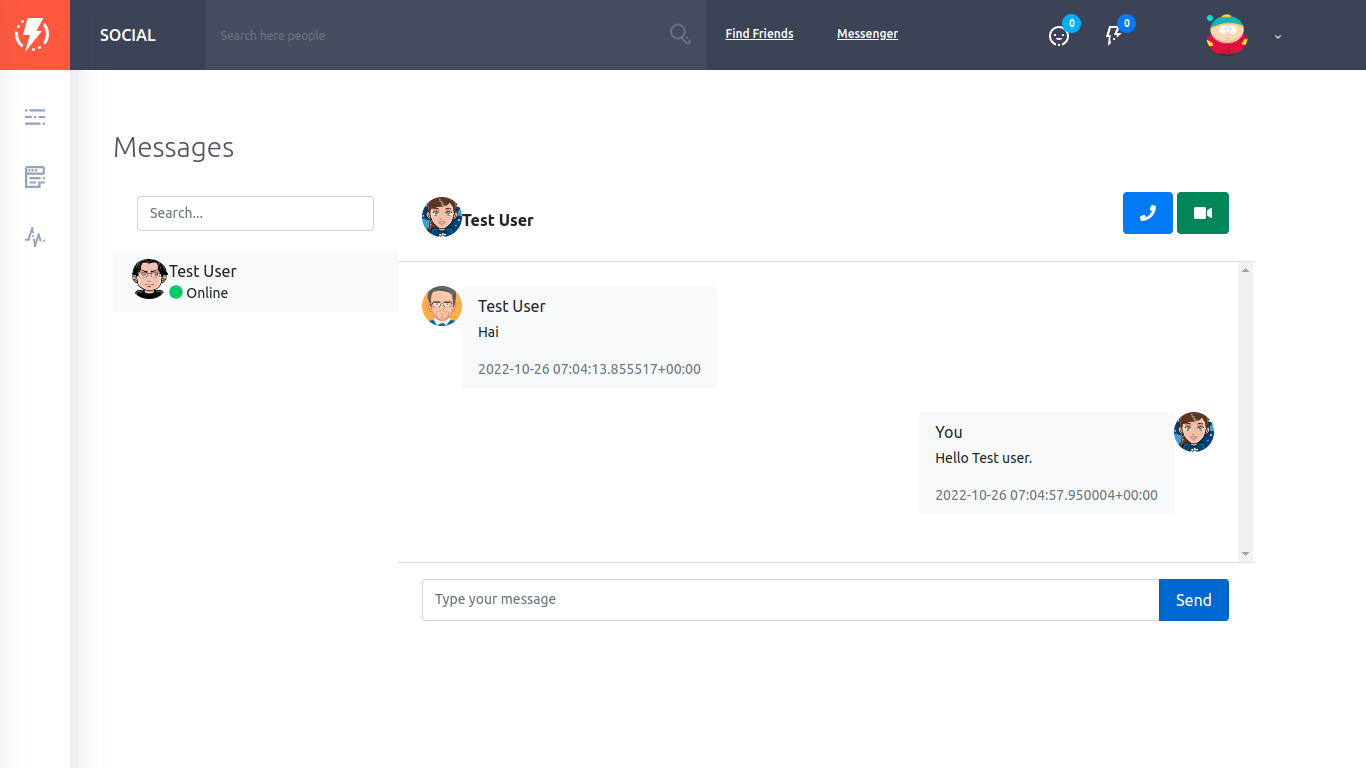 SOCIAL
Search here people
Find Friends
Messenger
0
0
Messages
Search...
Test User
Online
Test User
Test User
Hai
2022-10-26 07:04:13.855517+00:00
You
Hello Test user.
2022-10-26 07:04:57.950004+00:00
Type your message
Send